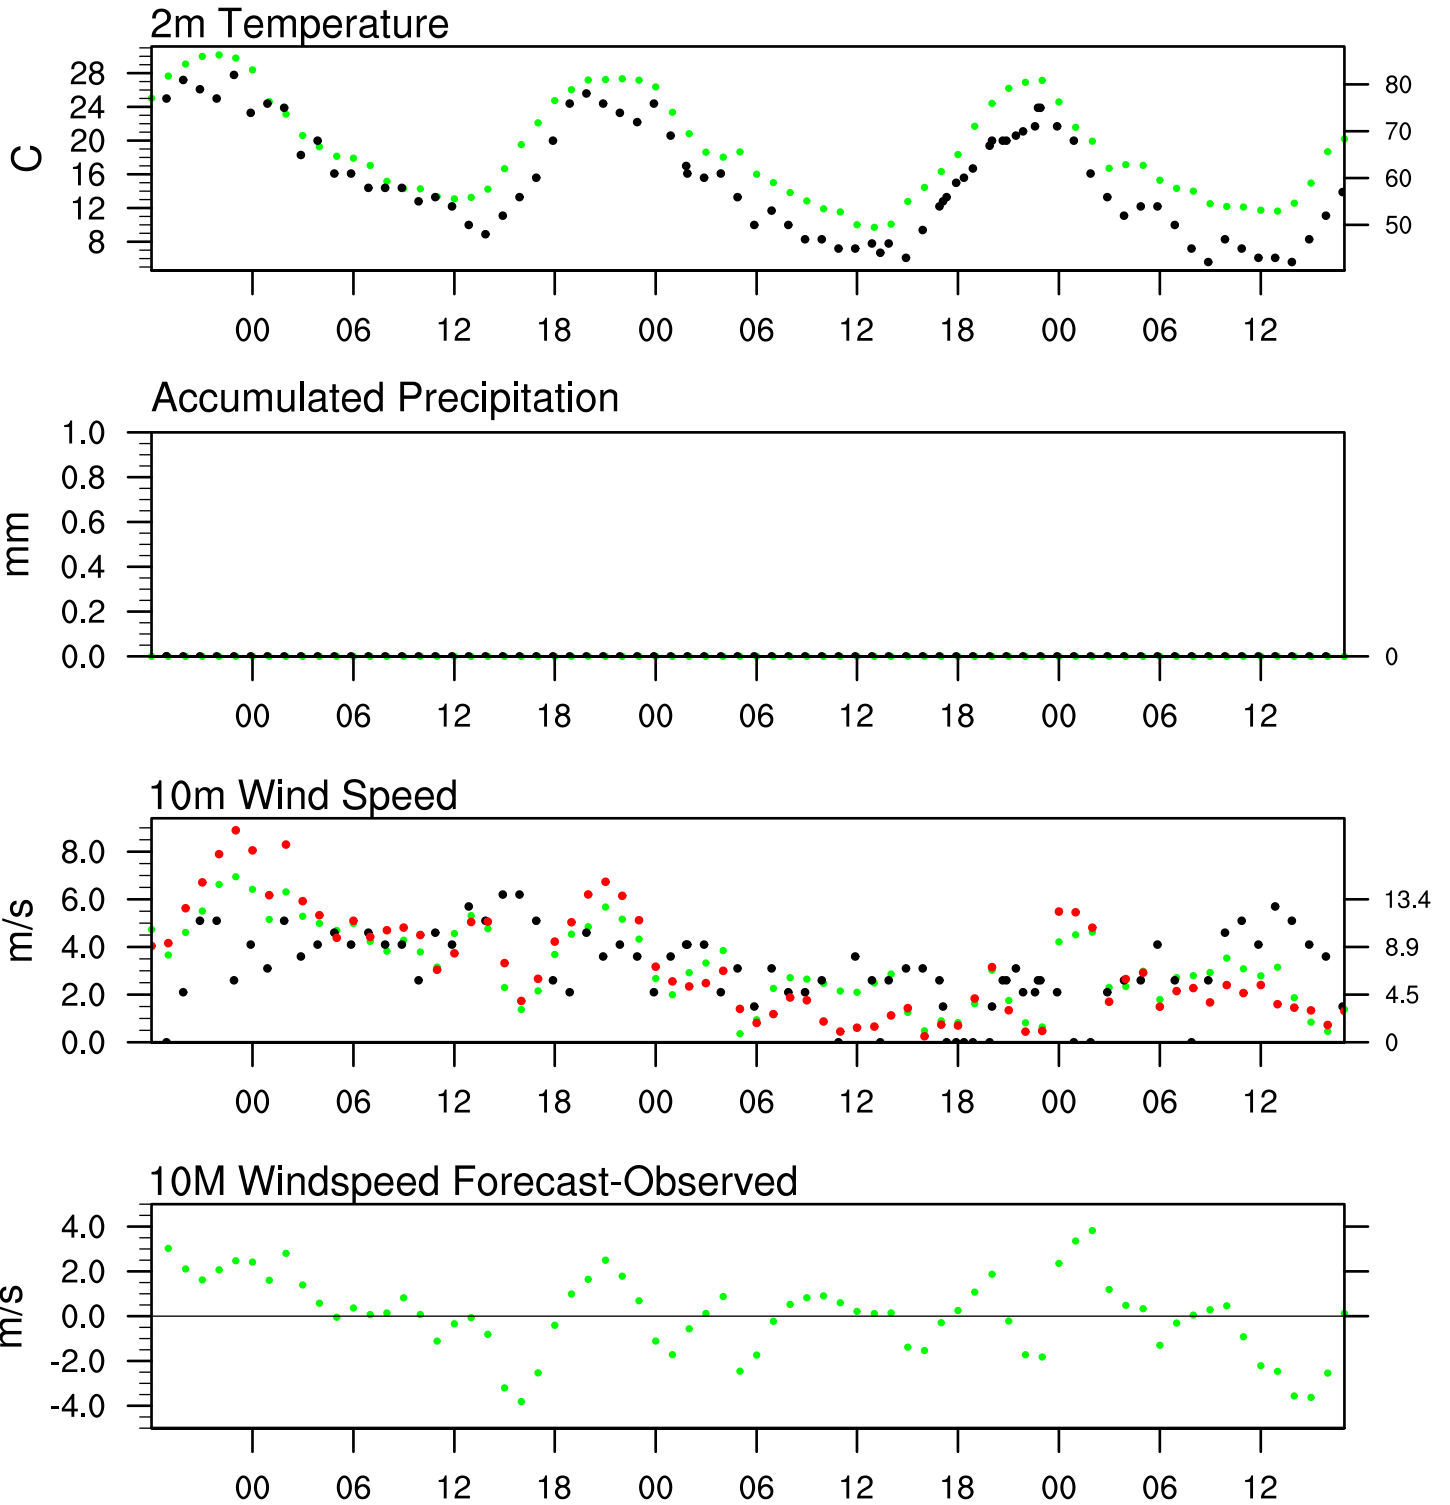 2m Temperature
28
24
20
16
12
8
C
80
70
60
50
00 06 12 18 00 06 12 18 00 06 12
Accumulated Precipitation
1.0
0.8
0.6
0.4
0.2
0.0
mm
0
00 06 12 18 00 06 12 18 00 06 12
10m Wind Speed
8.0
6.0
4.0
2.0
0.0
m/s
13.4
8.9
4.5
0
00 06 12 18 00 06 12 18 00 06 12
10M Windspeed Forecast-Observed
4.0
2.0
0.0
-2.0
-4.0
m/s
00 06 12 18 00 06 12 18 00 06 12